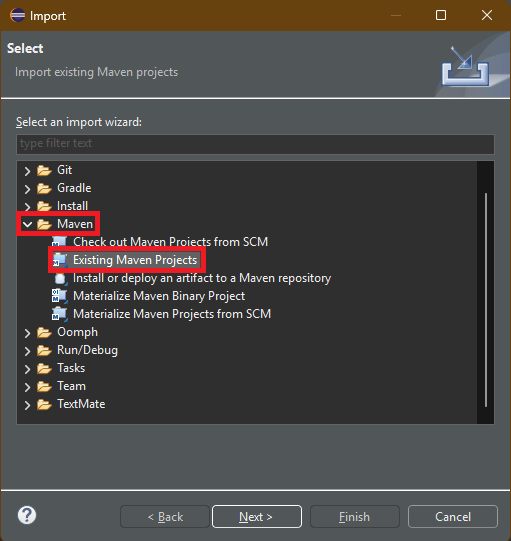 Import
Select
Import existing Maven projects
Select an import wizard:
type filter text
Git
Gradle
Install
Maven
Check out Maven Projects from SCM
Existing Maven Projects
Install or deploy an artifact to a Maven repository
Materialize Maven Binary Project
Materialize Maven Projects from SCM
Oomph
Run/Debug
Tasks
Team
TextMate
? < Back Next > Finish Cancel